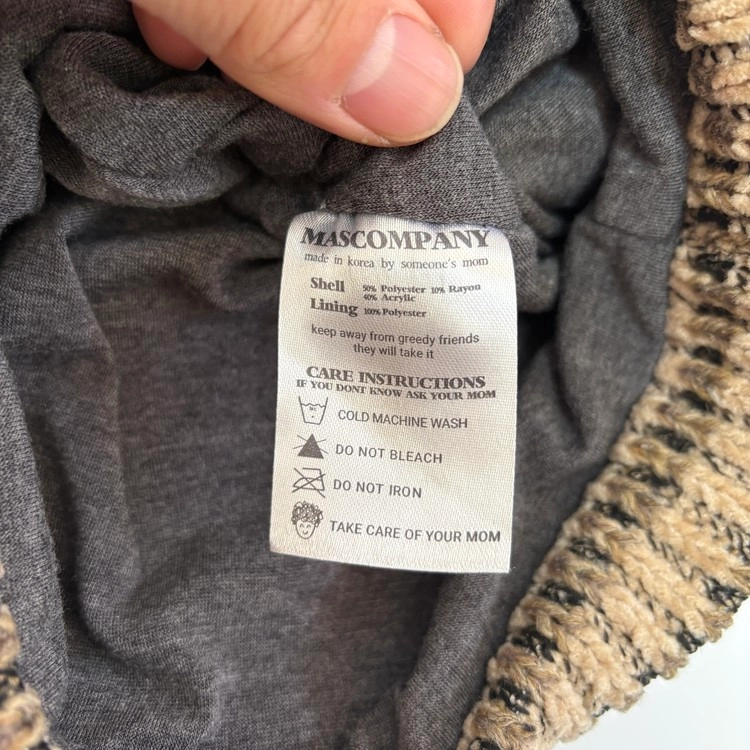 MASCOMPANY
made in korea by someone's mom
Shell 50% Polyester 10% Rayon
40% Acrylic
Lining 100% Polyester
keep away from greedy friends
they will take it
CARE INSTRUCTIONS
IF YOU DONT KNOW ASK YOUR MOM
COLD MACHINE WASH
DO NOT BLEACH
DO NOT IRON
TAKE CARE OF YOUR MOM